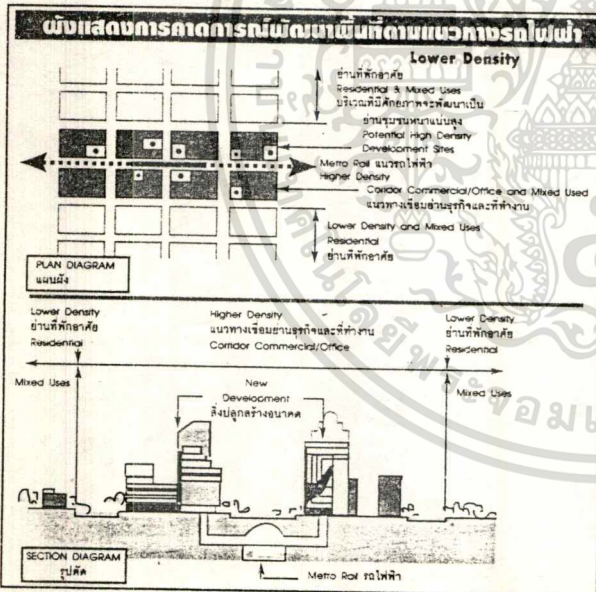 ผังแสดงการคาดการณ์พัฒนาพื้นที่ตามแนวทางรถไฟฟ้า
Lower Density
ย่านที่พักอาศัย
Residential & Mixed Uses
บริเวณที่มีศักยภาพจะพัฒนาเป็น
ย่านชุมชนหนาแน่นสูง
Potential High Density
Development Sites
Metro Rail แนวรถไฟฟ้า
Higher Density
Corridor Commercial/Office and Mixed Used
แนวทางเชื่อมย่านธุรกิจและที่ทำงาน
Lower Density and Mixed Uses
Residential
ย่านที่พักอาศัย
PLAN DIAGRAM
แผนผัง
Lower Density
ย่านที่พักอาศัย
Residential
Higher Density
แนวทางเชื่อมย่านธุรกิจและที่ทำงาน
Corridor Commercial/Office
Lower Density
ย่านที่พักอาศัย
Residential
Mixed Uses
New
Development
สิ่งปลูกสร้างอนาคต
Mixed Uses
SECTION DIAGRAM
รูปตัด
Metro Rail รถไฟฟ้า